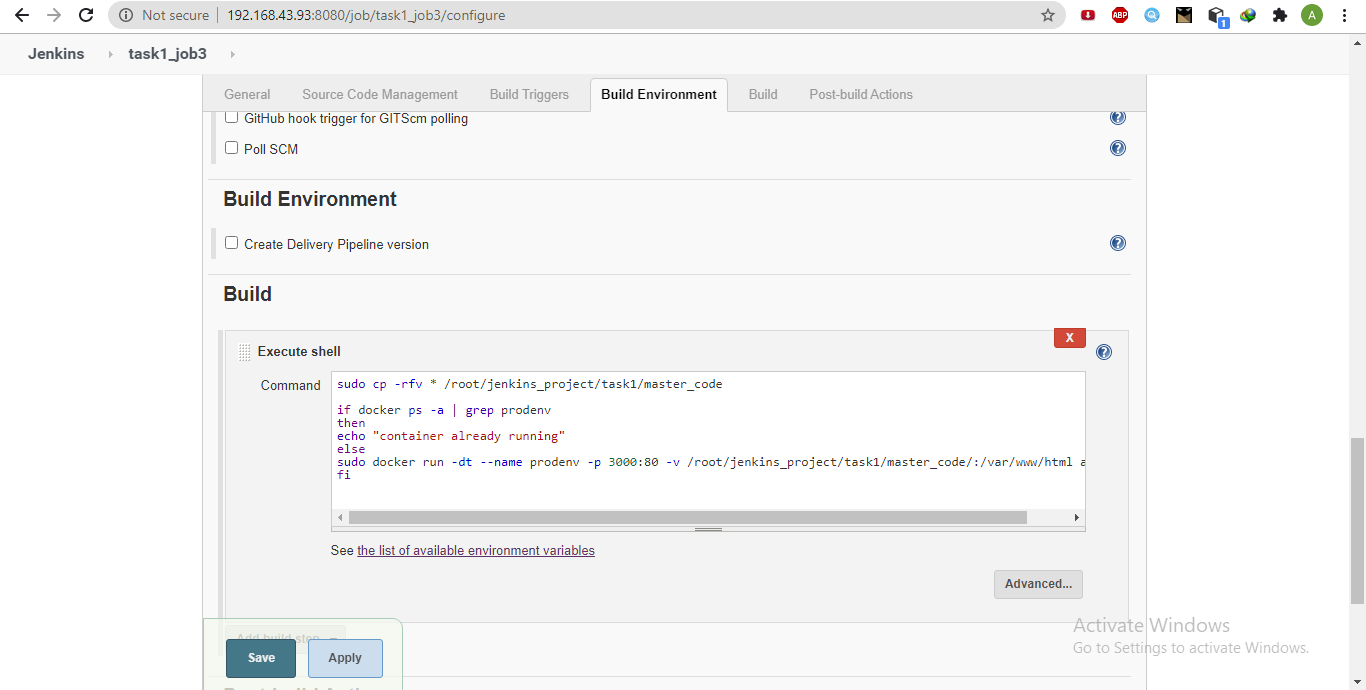 Not secure | 192.168.43.93:8080/job/task1_job3/configure
ABP
1
A
Jenkins
task1_job3
General Source Code Management Build Triggers Build Environment Build Post-build Actions
GitHub hook trigger for GITScm polling
?
Poll SCM
?
Build Environment
Create Delivery Pipeline version
?
Build
X
Execute shell
?
Command
sudo cp -rfv * /root/jenkins_project/task1/master_code
if docker ps -a | grep prodenv
then
echo "container already running"
else
sudo docker run -dt --name prodenv -p 3000:80 -v /root/jenkins_project/task1/master_code/:/var/www/html a
fi
See the list of available environment variables
Advanced...
Add build step
Save
Apply
Activate Windows
Go to Settings to activate Windows.